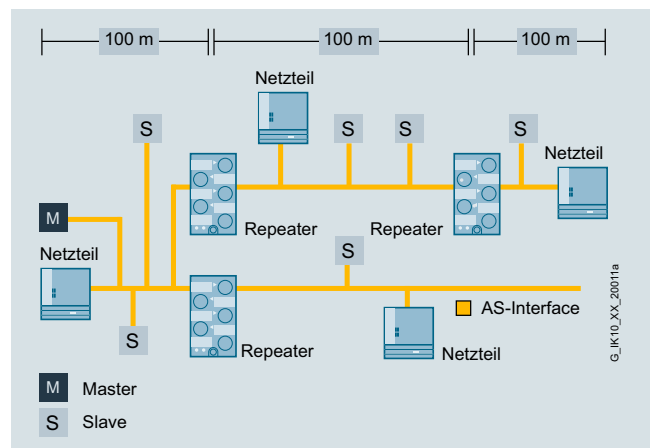 100 m
100 m
100 m
Netzteil
S
S
S
S
Netzteil
M
Repeater
Repeater
Netzteil
S
S
AS-Interface
Repeater
Netzteil
G_IK10_XX_20011a
M Master
S Slave